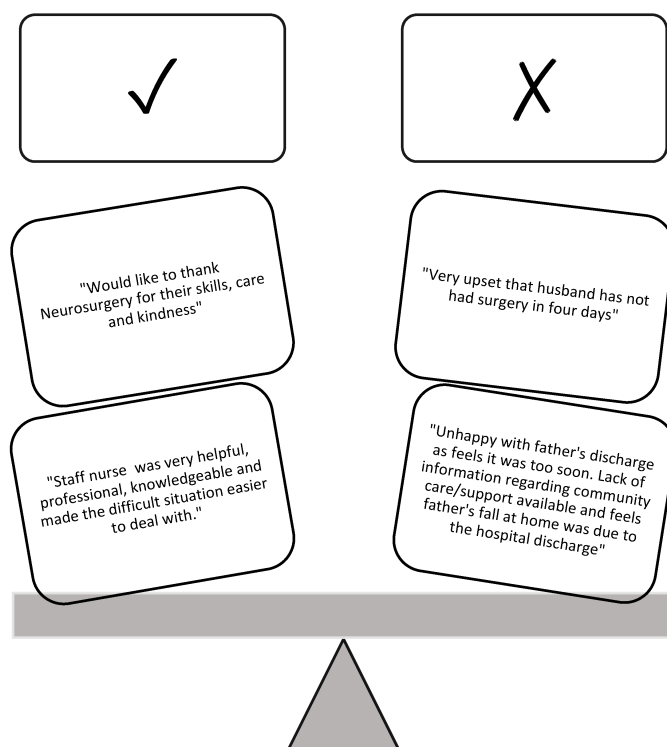 "Would like to thank
Neurosurgery for their skills, care
and kindness"
"Staff nurse  was very helpful,
professional, knowledgeable and
made the difficult situation easier
to deal with."
"Very upset that husband has not
had surgery in four days"
"Unhappy with father's discharge
as feels it was too soon. Lack of
information regarding community
care/support available and feels
father's fall at home was due to
the hospital discharge"